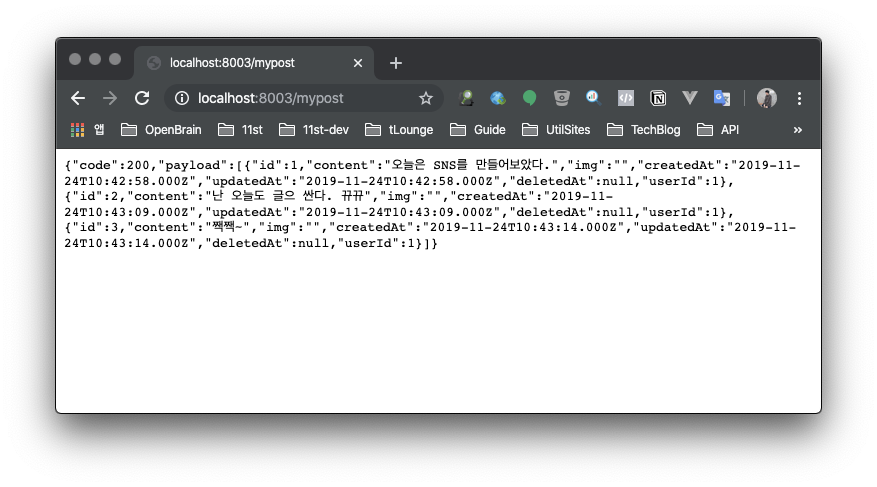 localhost:8003/mypost
localhost:8003/mypost
앱 OpenBrain 11st 11st-dev tLounge Guide UtilSites TechBlog API »
{"code":200,"payload":[{"id":1,"content":"오늘은 SNS를 만들어보았다.","img":"","createdAt":"2019-11-
24T10:42:58.000Z","updatedAt":"2019-11-24T10:42:58.000Z","deletedAt":null,"userId":1},
{"id":2,"content":"난 오늘도 글으 싼다. 뀨뀨","img":"","createdAt":"2019-11-
24T10:43:09.000Z","updatedAt":"2019-11-24T10:43:09.000Z","deletedAt":null,"userId":1},
{"id":3,"content":"짹짹~","img":"","createdAt":"2019-11-24T10:43:14.000Z","updatedAt":"2019-11-
24T10:43:14.000Z","deletedAt":null,"userId":1}]}